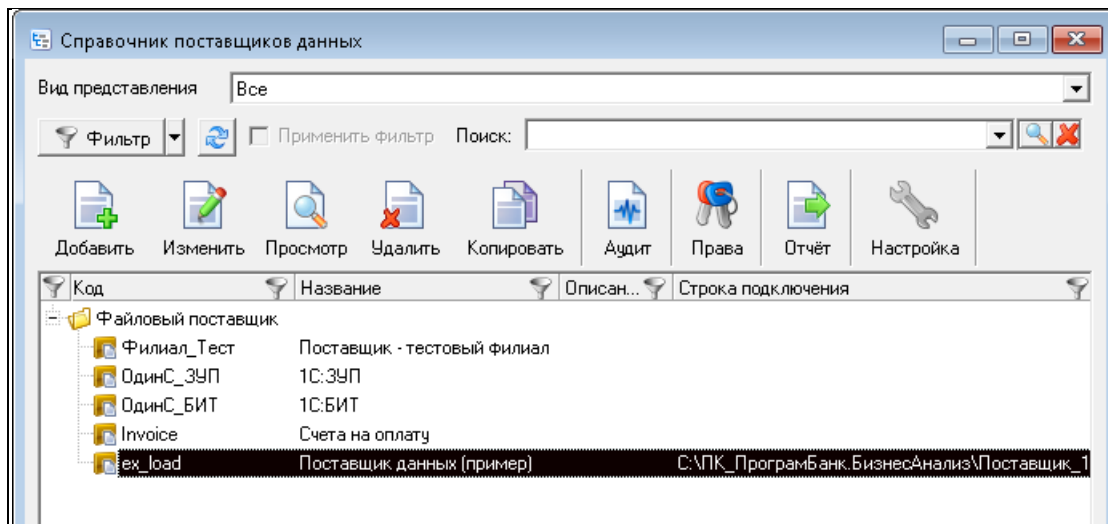 Справочник поставщиков данных
Вид представления Все
Фильтр Применить фильтр Поиск:
Добавить Изменить Просмотр Удалить Копировать Аудит Права Отчёт Настройка
Код Название Описан... Строка подключения
Файловый поставщик
Филиал_Тест Поставщик - тестовый филиал
ОдинС_ЗУП 1С:ЗУП
ОдинС_БИТ 1С:БИТ
Invoice Счета на оплату
ex_load Поставщик данных (пример) C:\ПК_ПрограмБанк.БизнесАнализ\Поставщик_1